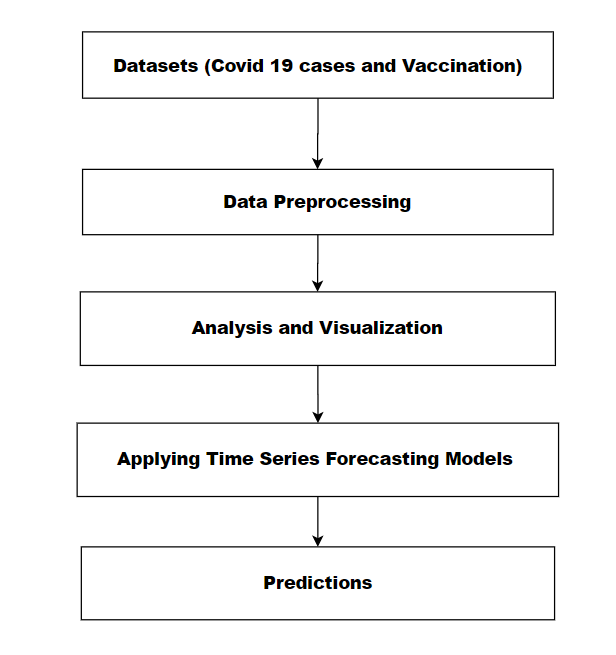 Datasets (Covid 19 cases and Vaccination)
Data Preprocessing
Analysis and Visualization
Applying Time Series Forecasting Models
Predictions